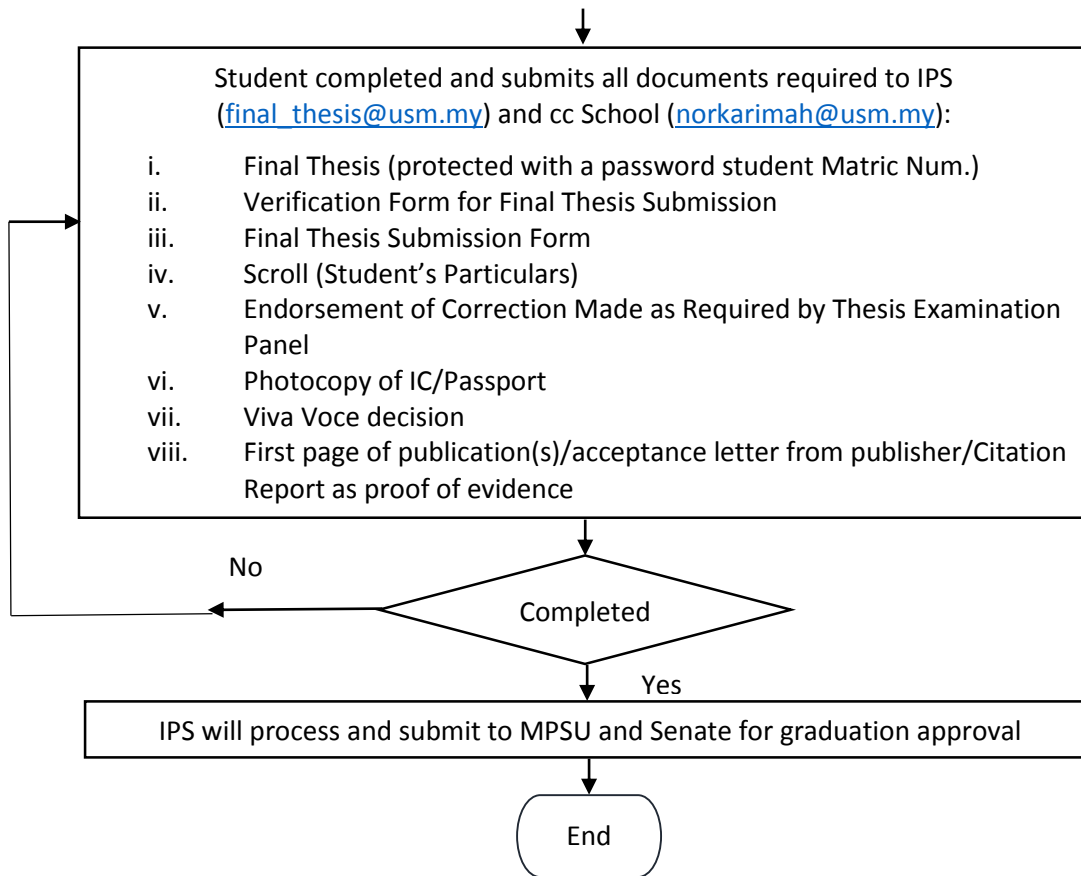 Student completed and submits all documents required to IPS
(final_thesis@usm.my) and cc School (norkarimah@usm.my):
i. Final Thesis (protected with a password student Matric Num.)
ii. Verification Form for Final Thesis Submission
iii. Final Thesis Submission Form
iv. Scroll (Student’s Particulars)
v. Endorsement of Correction Made as Required by Thesis Examination
Panel
vi. Photocopy of IC/Passport
vii. Viva Voce decision
viii. First page of publication(s)/acceptance letter from publisher/Citation
Report as proof of evidence
No
Completed
Yes
IPS will process and submit to MPSU and Senate for graduation approval
End